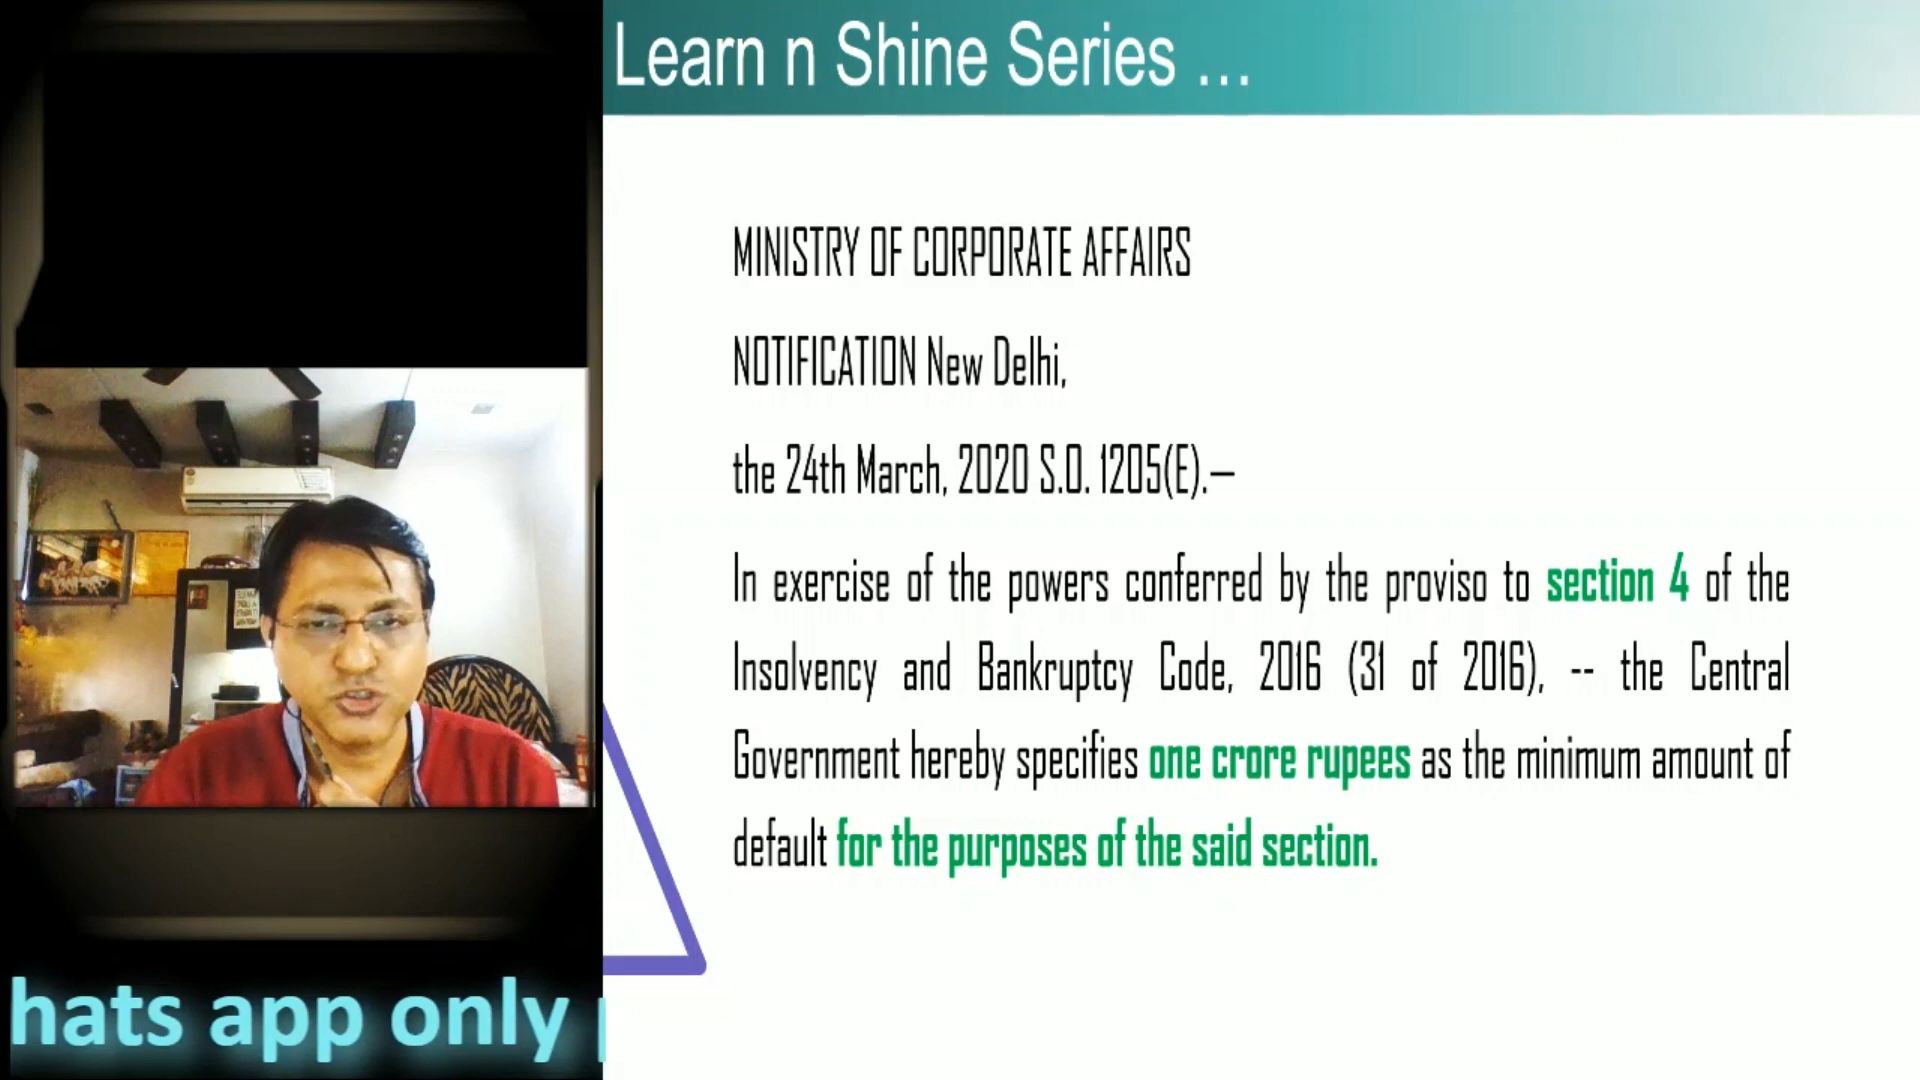 Learn n Shine Series ...
MINISTRY OF CORPORATE AFFAIRS
NOTIFICATION New Delhi,
the 24th March, 2020 S.O. 1205(E).—
In exercise of the powers conferred by the proviso to section 4 of the
Insolvency and Bankruptcy Code, 2016 (31 of 2016), -- the Central
Government hereby specifies one crore rupees as the minimum amount of
default for the purposes of the said section.
hats app only